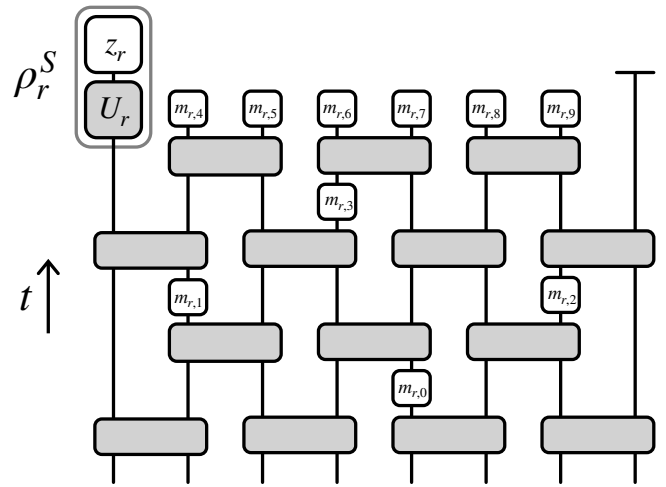 z_r
ρ_r^S
U_r
m_{r,4} m_{r,5} m_{r,6} m_{r,7} m_{r,8} m_{r,9}
m_{r,3}
t
m_{r,1} m_{r,2}
m_{r,0}